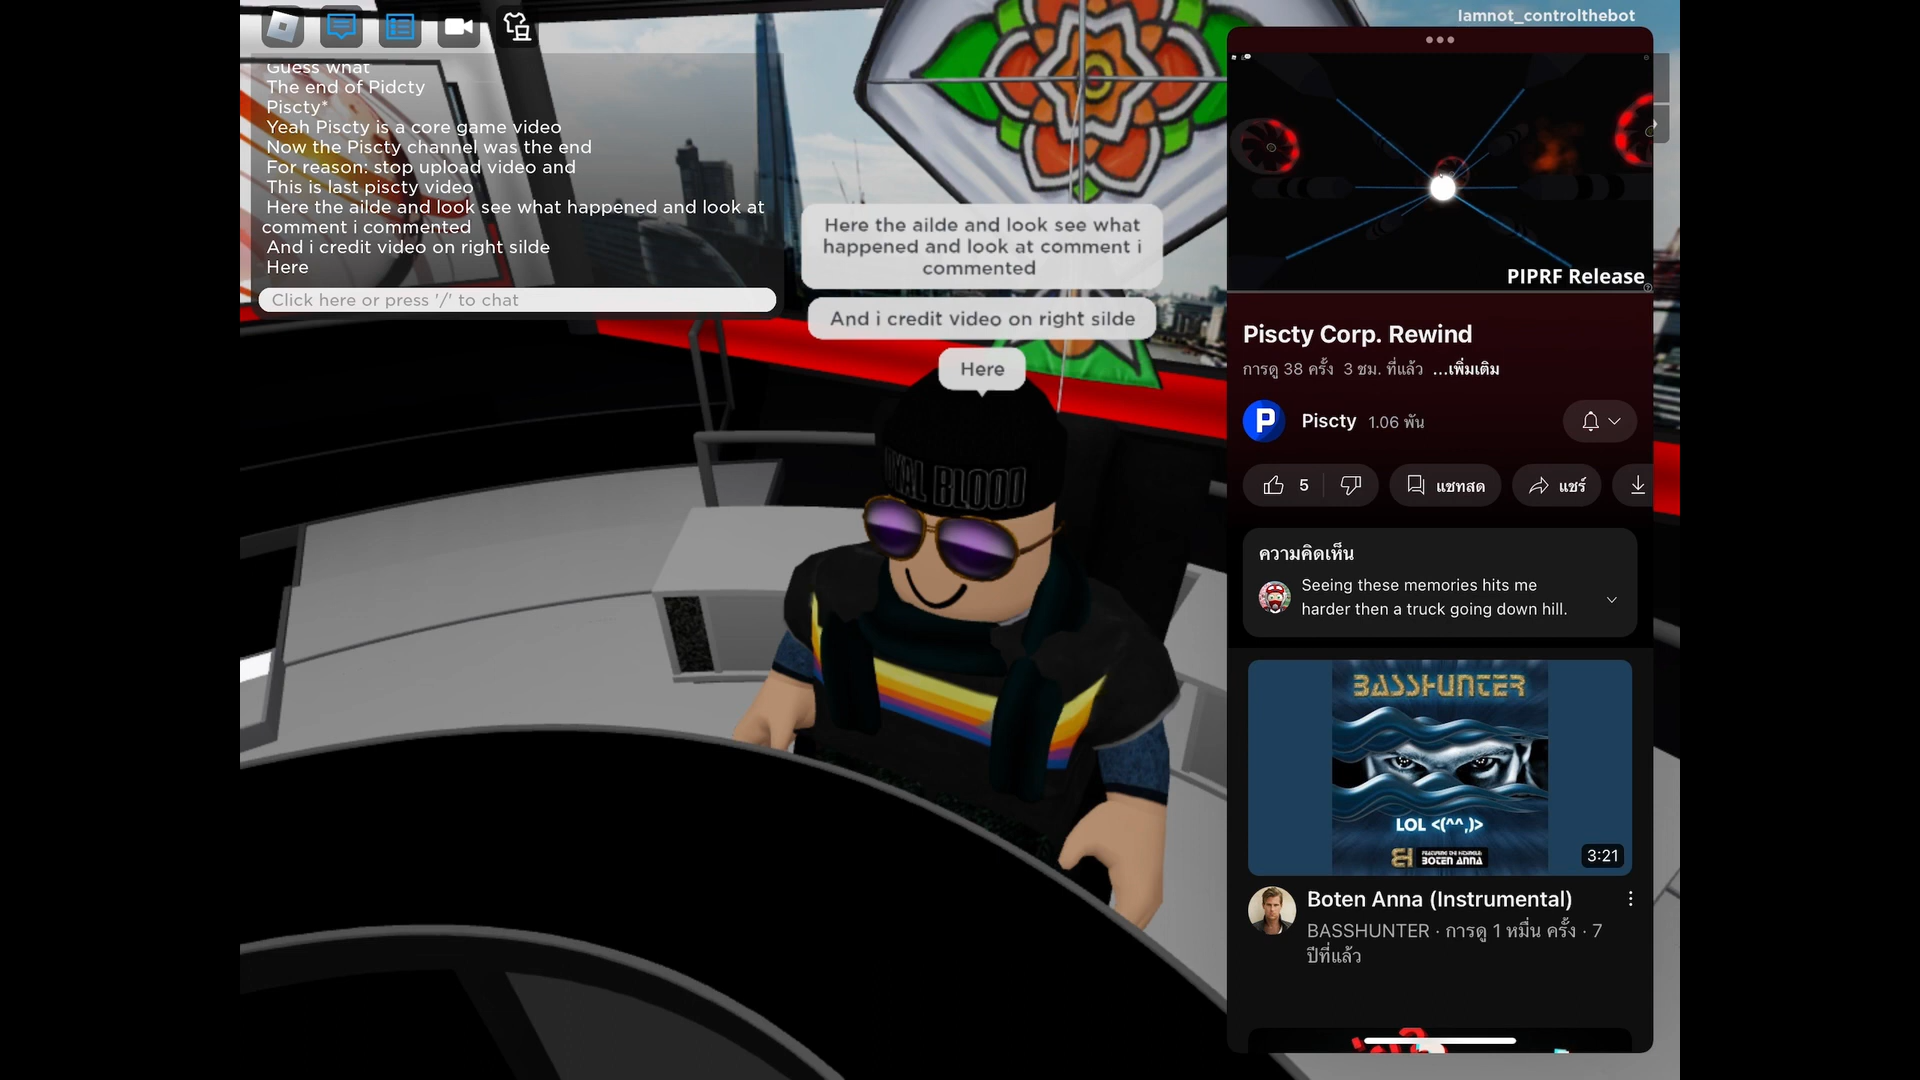 Iamnot_controlthebot
Guess what
The end of Pidcty
Piscty*
Yeah Piscty is a core game video
Now the Piscty channel was the end
For reason: stop upload video and
This is last piscty video
Here the ailde and look see what happened and look at
comment i commented
And i credit video on right silde
Here
Click here or press '/' to chat
Here the ailde and look see what
happened and look at comment i
commented
And i credit video on right silde
Here
BLOOD
PIPRF Release
Piscty Corp. Rewind
การดู 38 ครั้ง 3 ชม. ที่แล้ว ...เพิ่มเติม
P
Piscty 1.06 พัน
5
แชทสด
แชร์
ความคิดเห็น
Seeing these memories hits me
harder then a truck going down hill.
BASSHUNTER
LOL <(^^,)>
BOTEN ANNA
3:21
Boten Anna (Instrumental)
BASSHUNTER · การดู 1 หมื่น ครั้ง · 7
ปีที่แล้ว